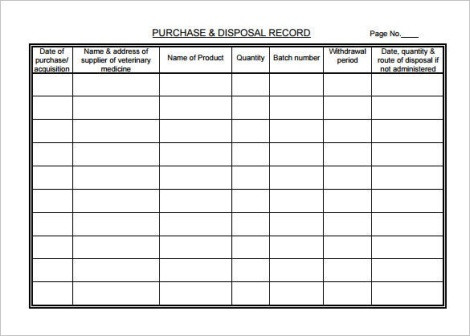 PURCHASE & DISPOSAL RECORD
Page No.____
Date of
purchase/
acquisition
Name & address of
supplier of veterinary
medicine
Name of Product
Quantity
Batch number
Withdrawal
period
Date, quantity &
route of disposal if
not administered